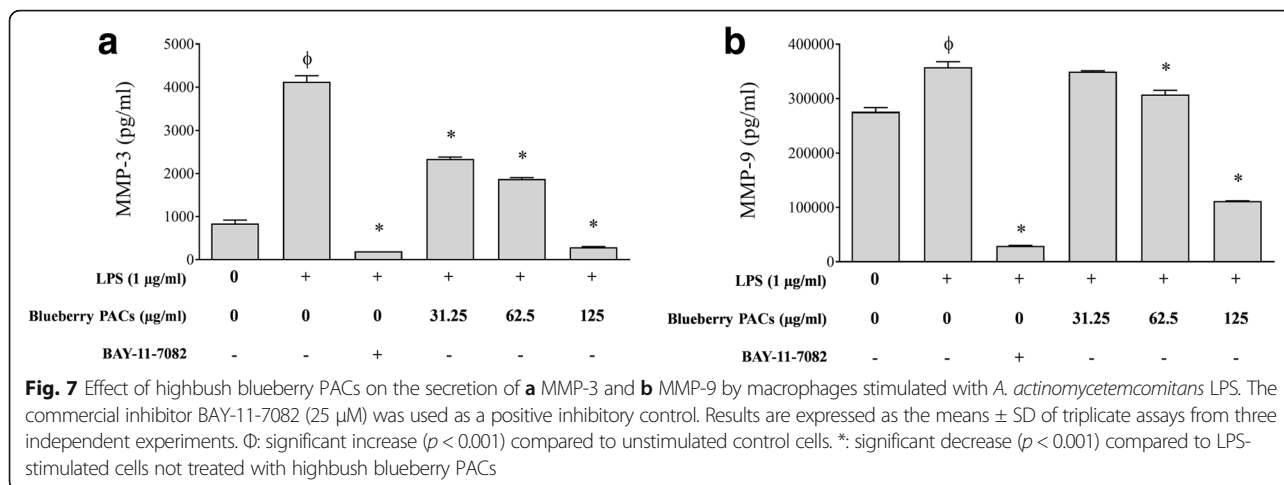 a
5000
4000
3000
2000
1000
0
MMP-3 (pg/ml)
ϕ
*
*
*
*
LPS (1 µg/ml) 0 + + + + +
Blueberry PACs (µg/ml) 0 0 0 31.25 62.5 125
BAY-11-7082 - - + - - -
b
400000
300000
200000
100000
0
MMP-9 (pg/ml)
ϕ
*
*
*
LPS (1 µg/ml) 0 + + + + +
Blueberry PACs (µg/ml) 0 0 0 31.25 62.5 125
BAY-11-7082 - - + - - -
Fig. 7 Effect of highbush blueberry PACs on the secretion of a MMP-3 and b MMP-9 by macrophages stimulated with A. actinomycetemcomitans LPS. The
commercial inhibitor BAY-11-7082 (25 µM) was used as a positive inhibitory control. Results are expressed as the means ± SD of triplicate assays from three
independent experiments. Φ: significant increase (p < 0.001) compared to unstimulated control cells. *: significant decrease (p < 0.001) compared to LPS-
stimulated cells not treated with highbush blueberry PACs